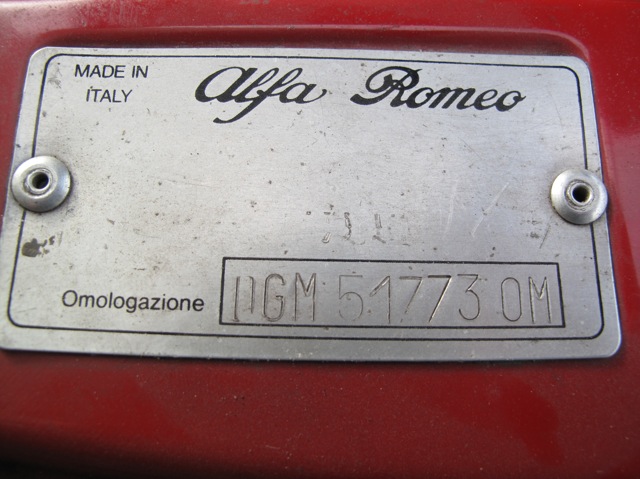 MADE IN
ITALY
Alfa Romeo
Omologazione
DGM 51773 OM